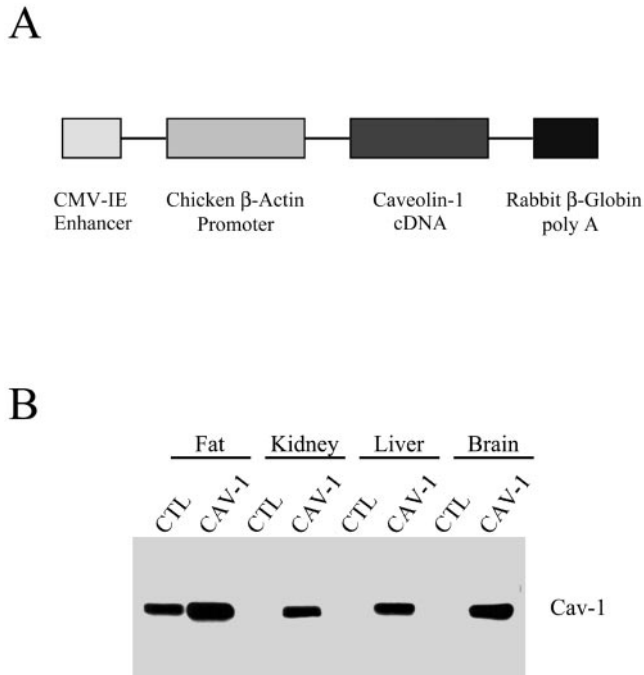 A
CMV-IE Enhancer
Chicken β-Actin Promoter
Caveolin-1 cDNA
Rabbit β-Globin poly A
B
Fat Kidney Liver Brain
CTL CAV-1 CTL CAV-1 CTL CAV-1 CTL CAV-1
Cav-1